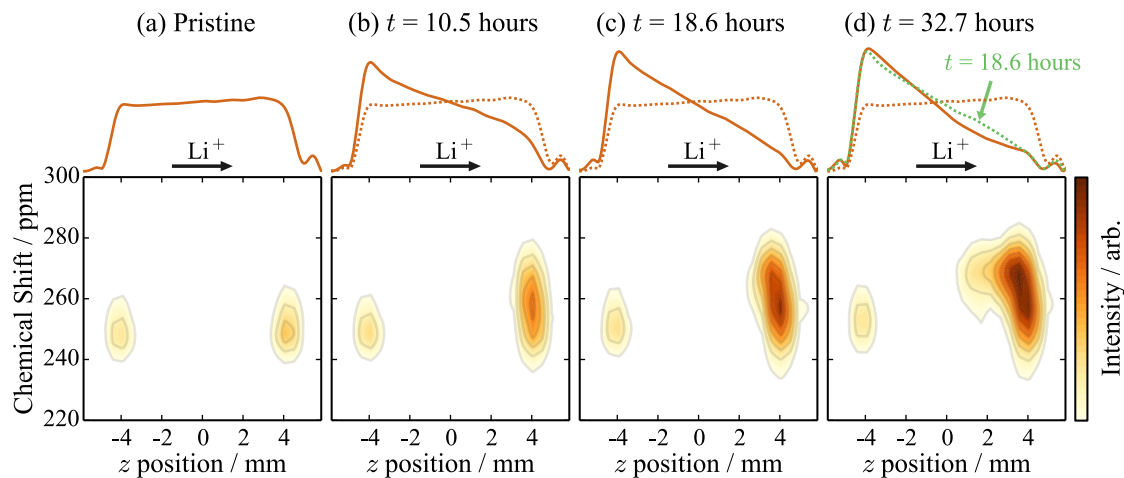 (a) Pristine
(b) t = 10.5 hours
(c) t = 18.6 hours
(d) t = 32.7 hours
t = 18.6 hours
Li+
Li+
Li+
Li+
300
280
260
240
220
Chemical Shift / ppm
-4 -2 0 2 4
z position / mm
-4 -2 0 2 4
z position / mm
-4 -2 0 2 4
z position / mm
-4 -2 0 2 4
z position / mm
Intensity / arb.